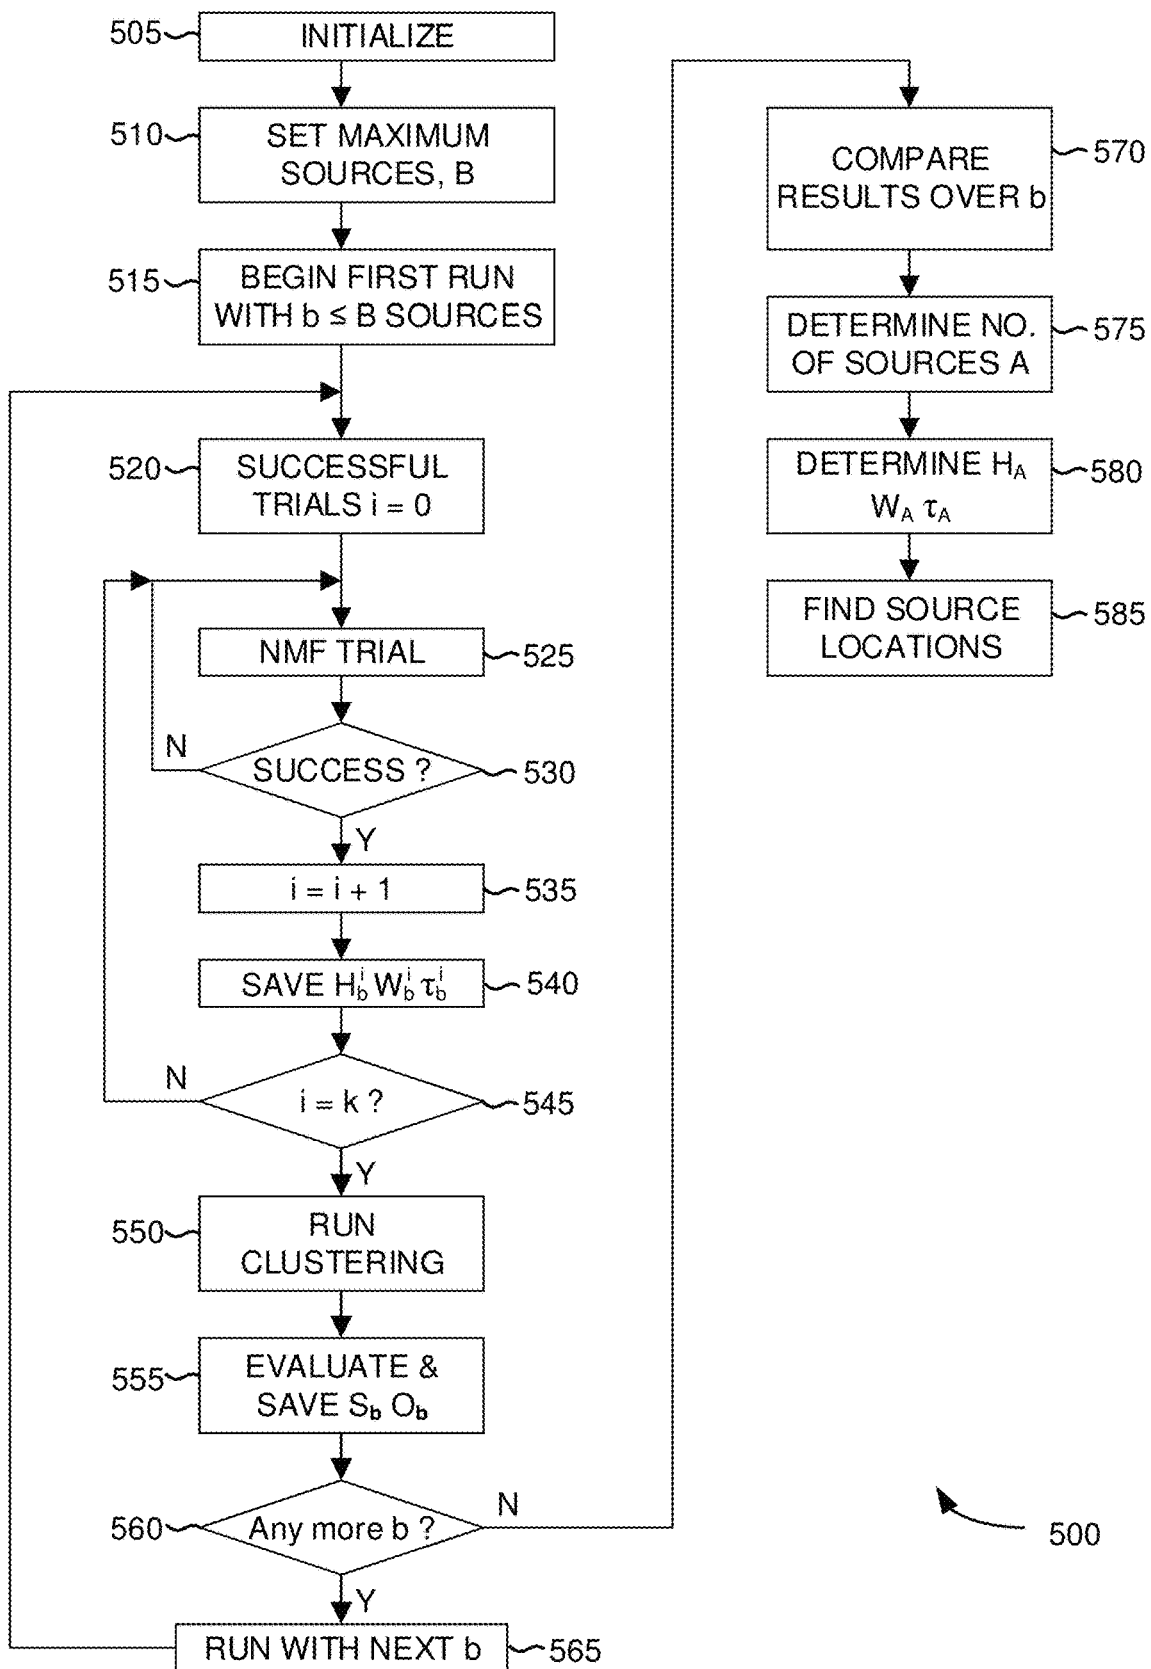 505
INITIALIZE
510
SET MAXIMUM
SOURCES, B
515
BEGIN FIRST RUN
WITH b ≤ B SOURCES
520
SUCCESSFUL
TRIALS i = 0
NMF TRIAL
525
N
SUCCESS ?
530
Y
i = i + 1
535
SAVE H_b^i W_b^i τ_b^i
540
N
i = k ?
545
Y
550
RUN
CLUSTERING
555
EVALUATE &
SAVE S_b O_b
560
Any more b ?
N
Y
RUN WITH NEXT b
565
COMPARE
RESULTS OVER b
570
DETERMINE NO.
OF SOURCES A
575
DETERMINE H_A
W_A τ_A
580
FIND SOURCE
LOCATIONS
585
500